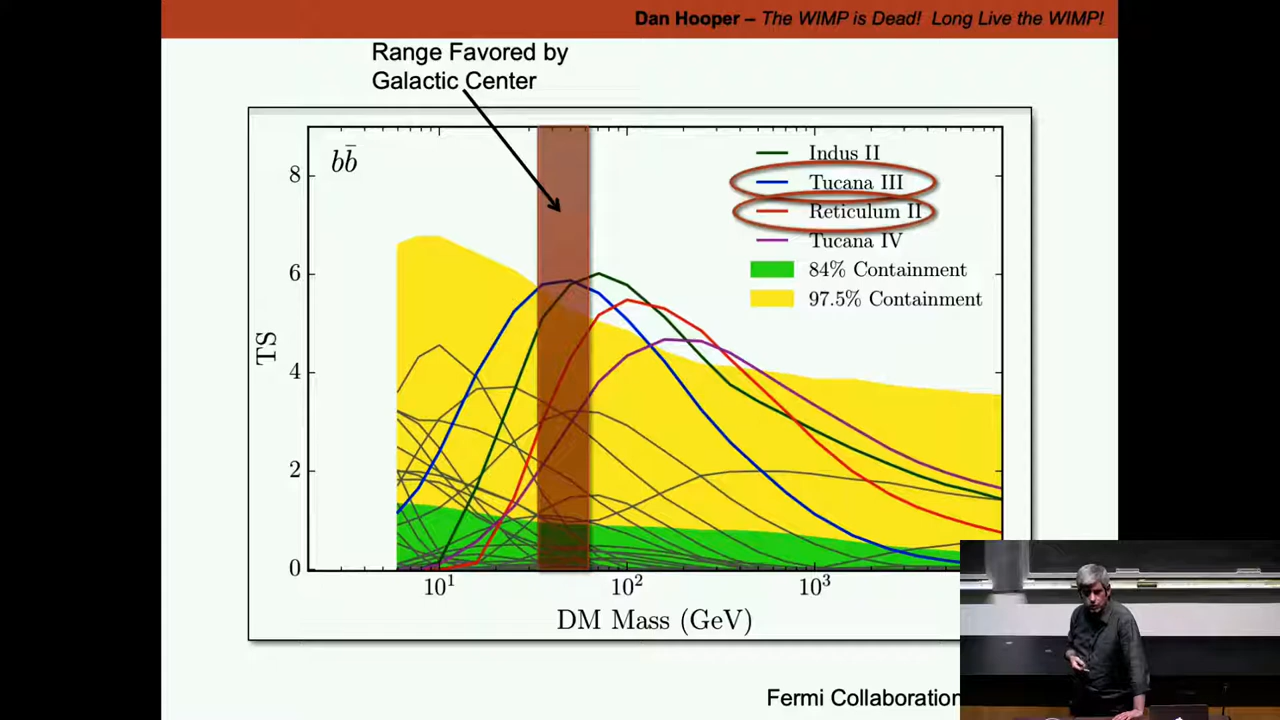 Dan Hooper – The WIMP is Dead! Long Live the WIMP!
Range Favored by
Galactic Center
bb̄
Indus II
Tucana III
Reticulum II
Tucana IV
84% Containment
97.5% Containment
TS
8
6
4
2
0
10¹
10²
10³
DM Mass (GeV)
Fermi Collaboration